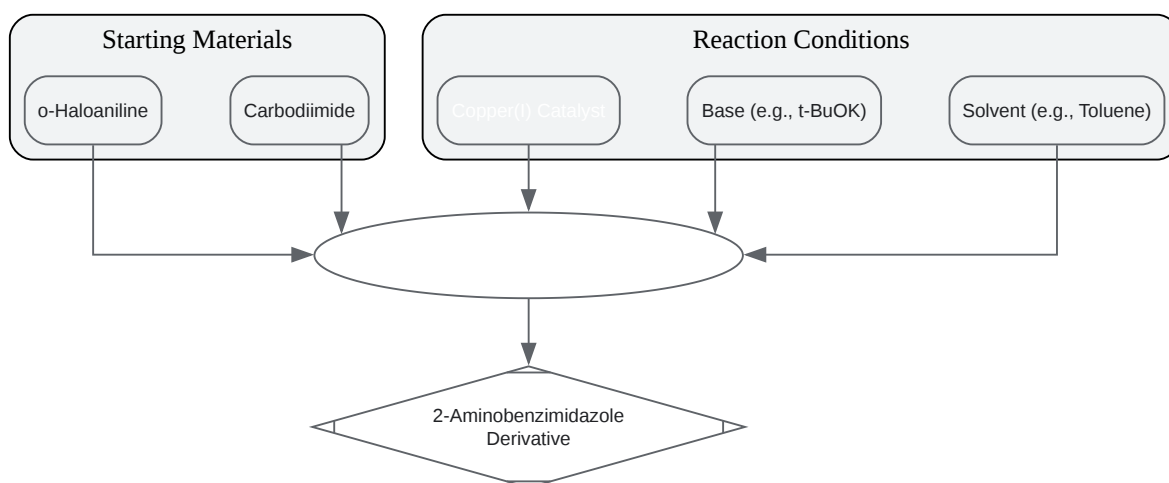 Starting Materials
Reaction Conditions
o-Haloaniline
Carbodiimide
Copper(I) Catalyst
Base (e.g., t-BuOK)
Solvent (e.g., Toluene)
2-Aminobenzimidazole
Derivative